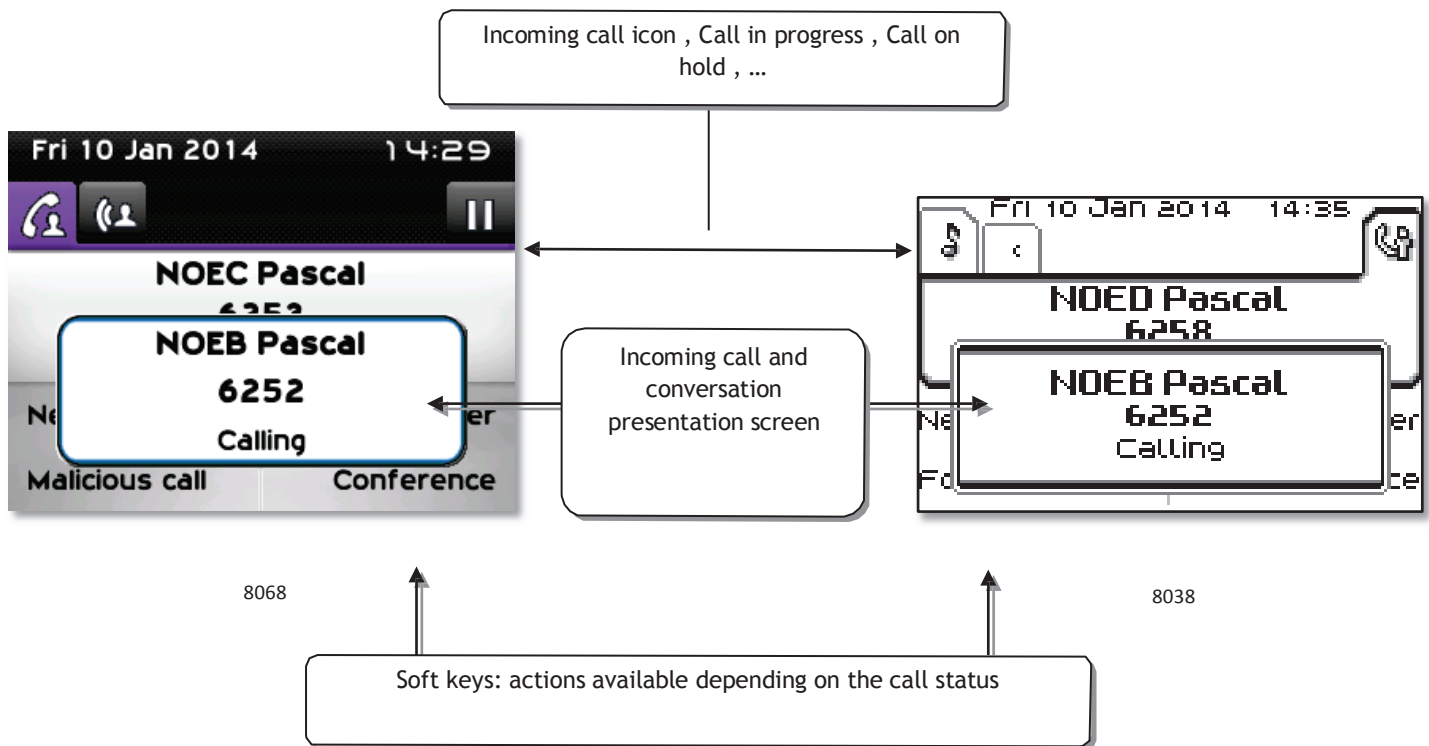 Incoming call icon , Call in progress , Call on
hold , ...
Fri 10 Jan 2014 14:29
NOEC Pascal
NOEB Pascal
6252
Calling
Malicious call Conference
Fri 10 Jan 2014 14:35
NOED Pascal
6258
NOEB Pascal
6252
Calling
Incoming call and
conversation
presentation screen
8068
8038
Soft keys: actions available depending on the call status